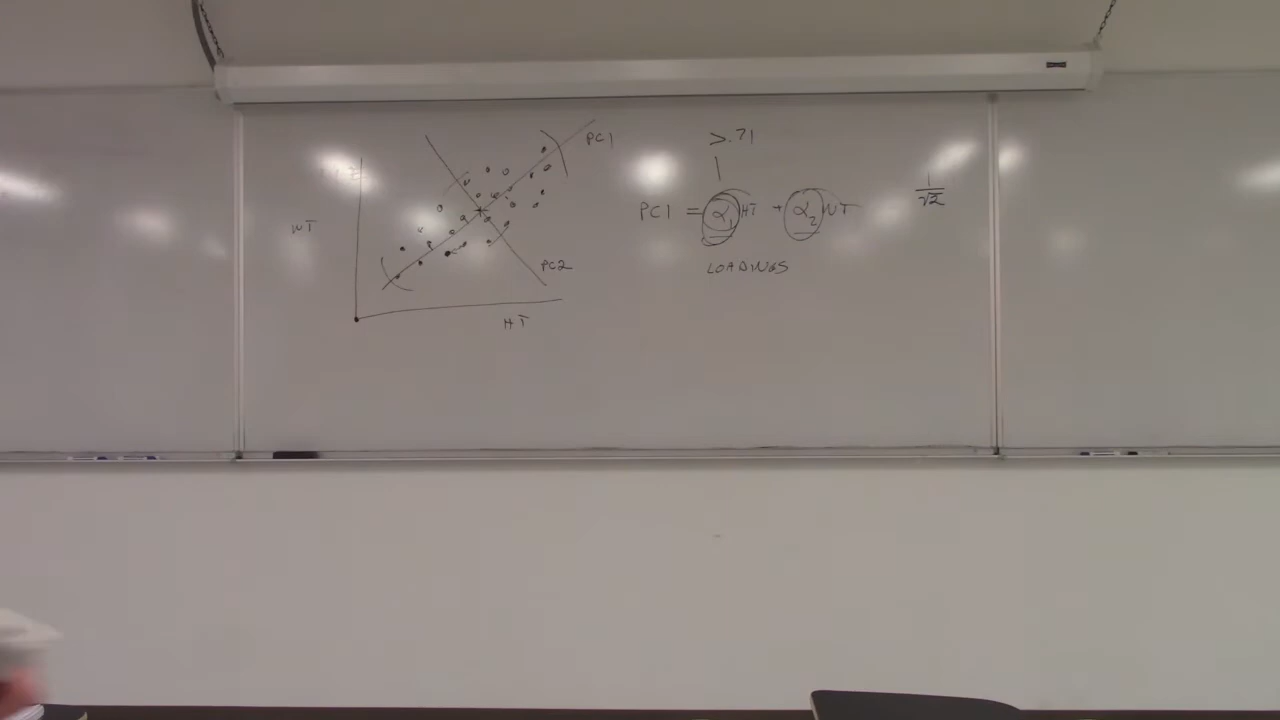 PC1
WT
PC2
HT
>.71
PC1 = α₁ HT + α₂ WT
LOADINGS
1/√2